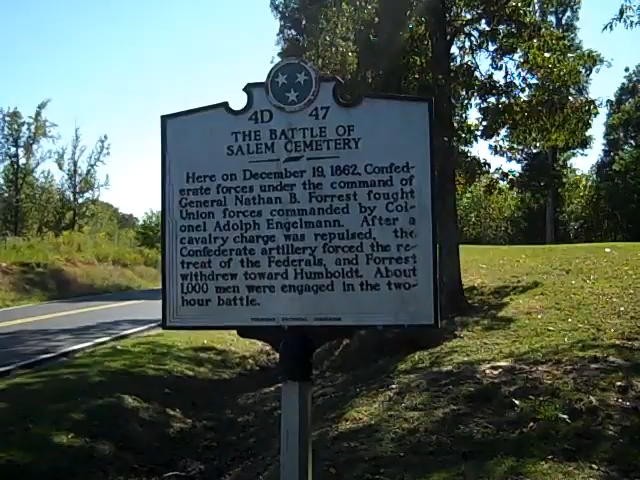 4D 47
THE BATTLE OF
SALEM CEMETERY
Here on December 19, 1862, Confed-
erate forces under the command of
General Nathan B. Forrest fought
Union forces commanded by Col-
onel Adolph Engelmann. After a
cavalry charge was repulsed, the
Confederate artillery forced the re-
treat of the Federals, and Forrest
withdrew toward Humboldt. About
1,000 men were engaged in the two-
hour battle.
TENNESSEE HISTORICAL COMMISSION